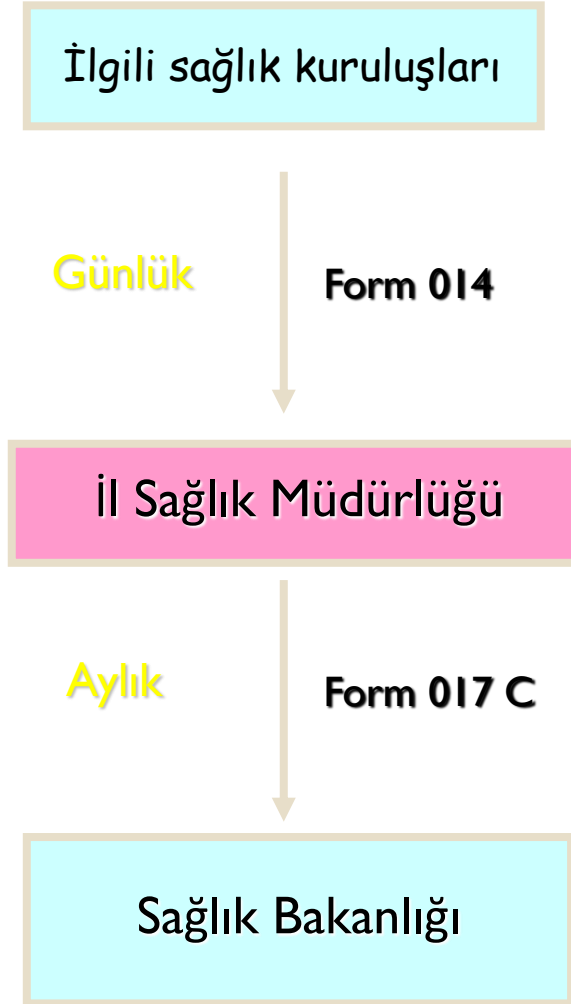 İlgili sağlık kuruluşları
Günlük
Form 014
İl Sağlık Müdürlüğü
Aylık
Form 017 C
Sağlık Bakanlığı